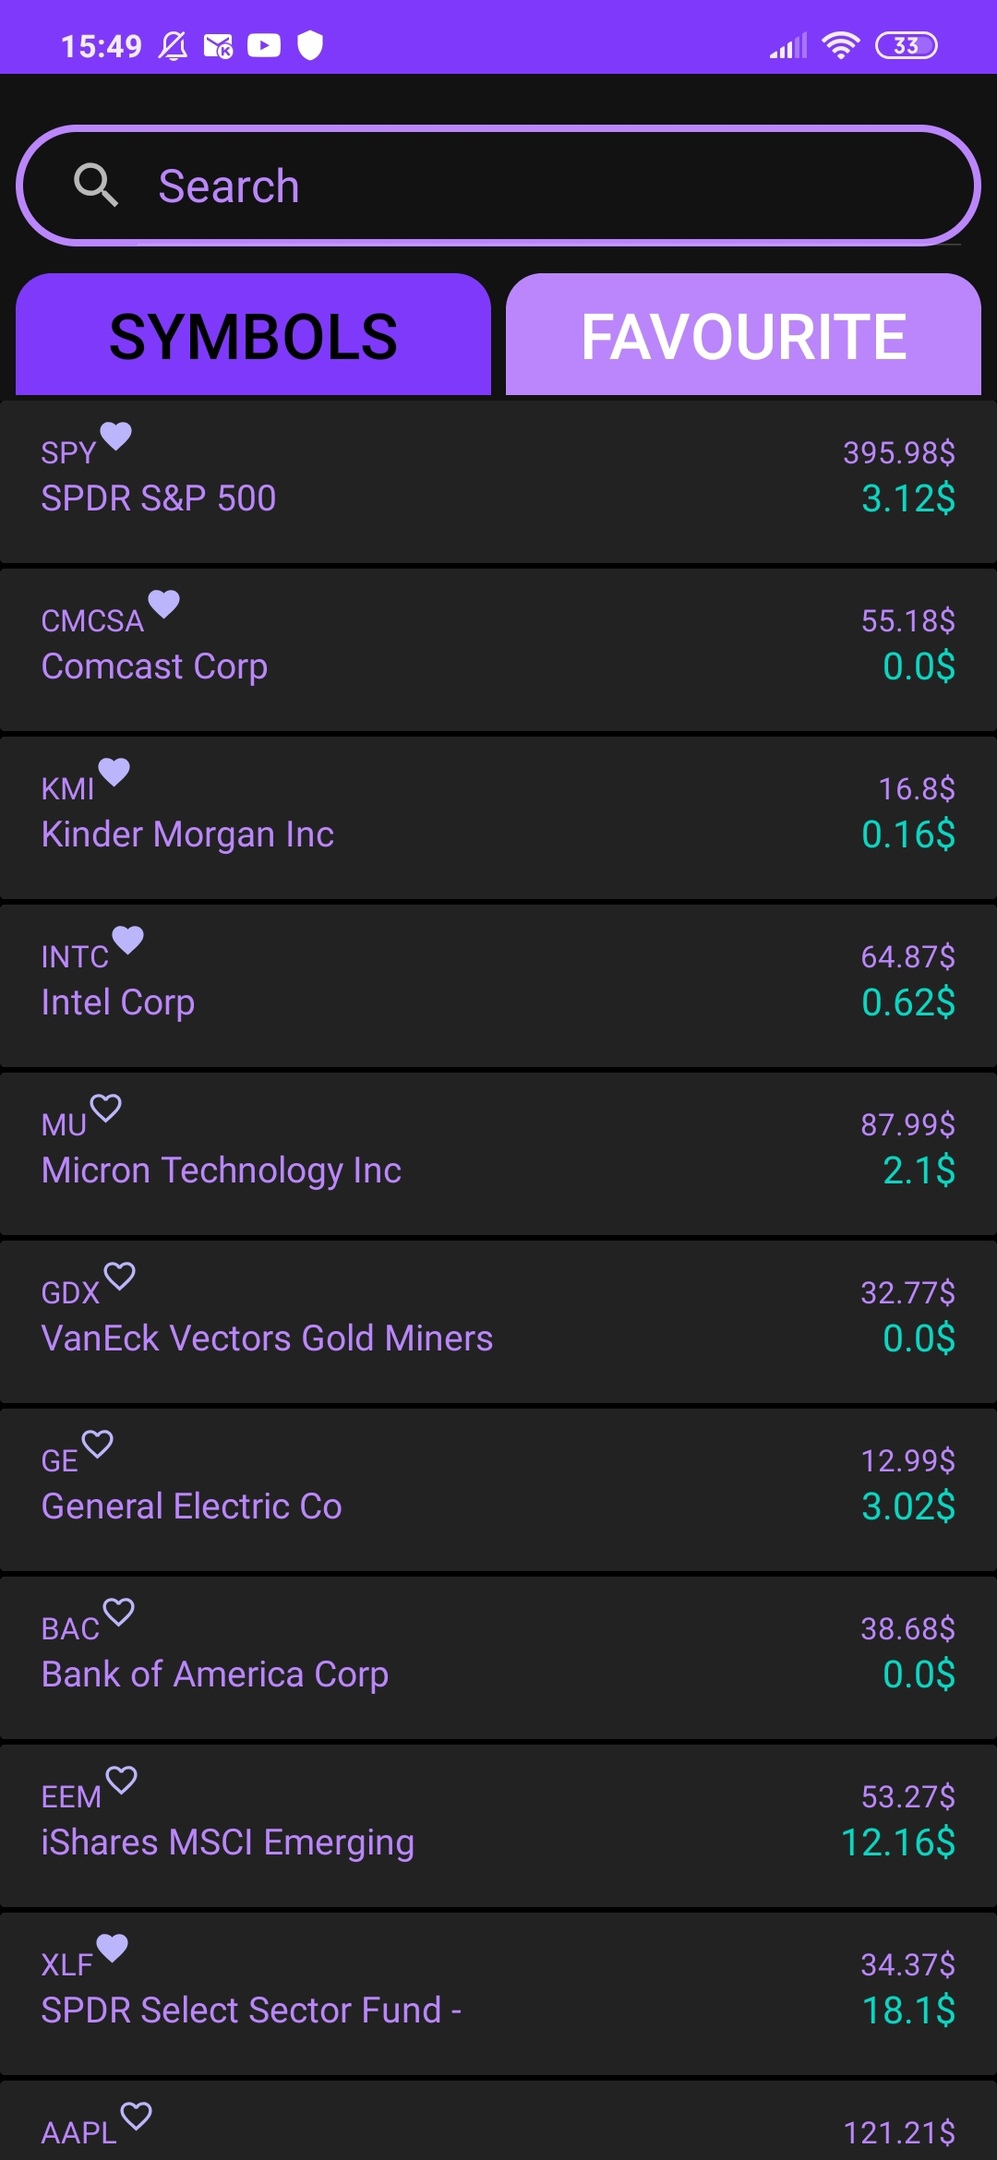 15:49
33
Search
SYMBOLS
FAVOURITE
SPY
395.98$
SPDR S&P 500
3.12$
CMCSA
55.18$
Comcast Corp
0.0$
KMI
16.8$
Kinder Morgan Inc
0.16$
INTC
64.87$
Intel Corp
0.62$
MU
87.99$
Micron Technology Inc
2.1$
GDX
32.77$
VanEck Vectors Gold Miners
0.0$
GE
12.99$
General Electric Co
3.02$
BAC
38.68$
Bank of America Corp
0.0$
EEM
53.27$
iShares MSCI Emerging
12.16$
XLF
34.37$
SPDR Select Sector Fund -
18.1$
AAPL
121.21$